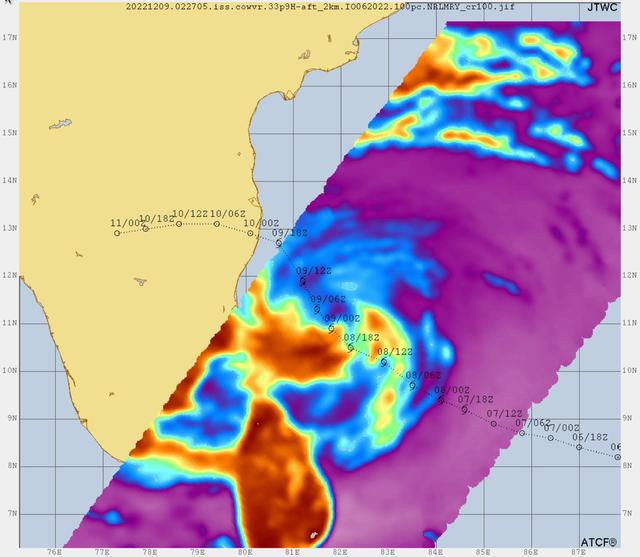 20221209.022705.iss.cowvr.33p9H-aft_2km.IO062022.100pc.NRLMRY_cr100.jif
JTWC
17N
16N
15N
14N
13N
12N
11N
10N
9N
8N
7N
11/00Z
10/18Z
10/12Z
10/06Z
10/00Z
09/18Z
09/12Z
09/06Z
09/00Z
08/18Z
08/12Z
08/06Z
08/00Z
07/18Z
07/12Z
07/06Z
07/00Z
06/18Z
06
ATCF®
76E 77E 78E 79E 80E 81E 82E 83E 84E 85E 86E 87E